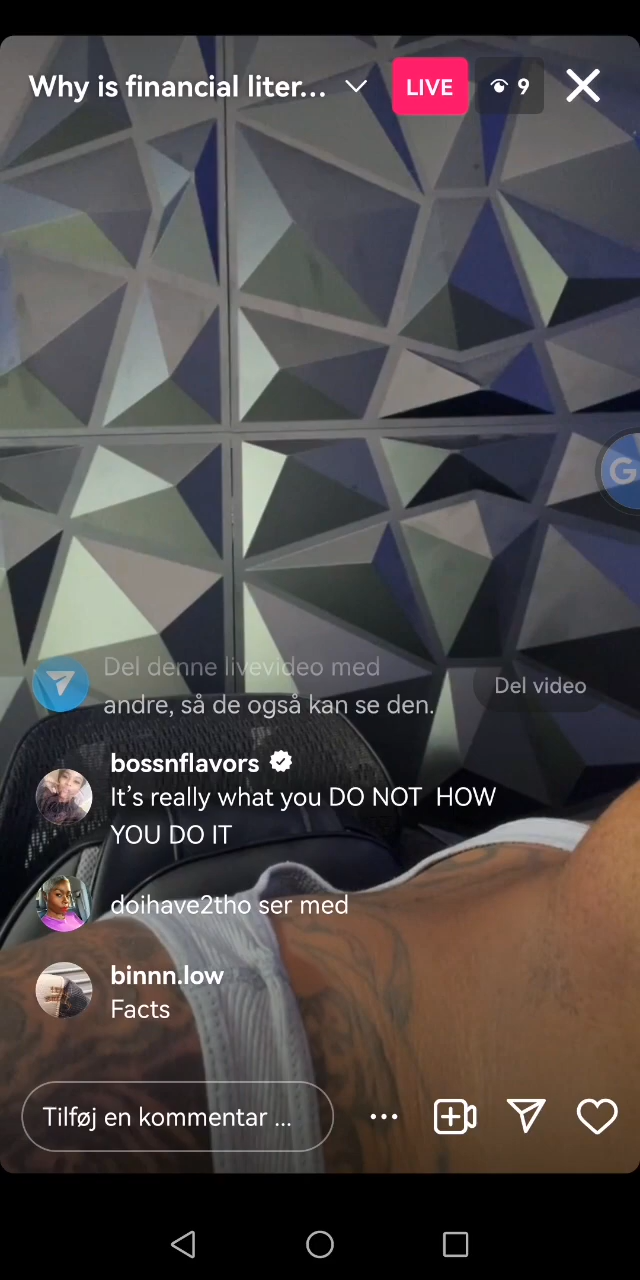 Why is financial liter...
LIVE
9
G
Del denne livevideo med
andre, så de også kan se den.
Del video
bossnflavors
It’s really what you DO NOT  HOW
YOU DO IT
doihave2tho ser med
binnn.low
Facts
Tilføj en kommentar ...